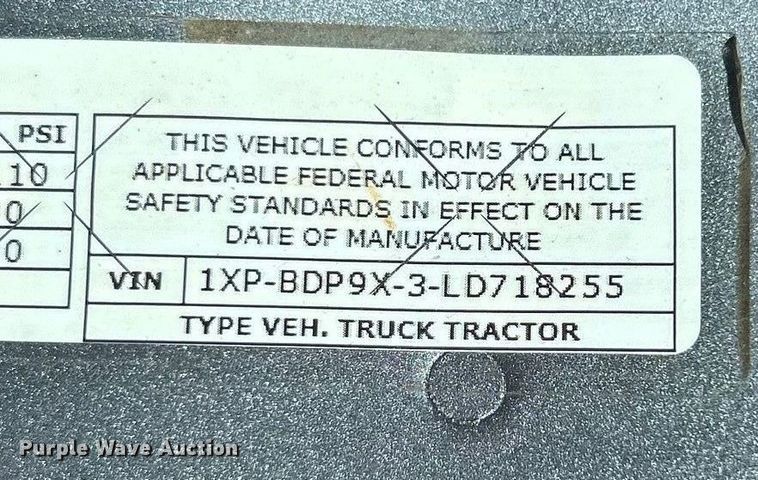 PSI
10
0
0
THIS VEHICLE CONFORMS TO ALL
APPLICABLE FEDERAL MOTOR VEHICLE
SAFETY STANDARDS IN EFFECT ON THE
DATE OF MANUFACTURE
VIN 1XP-BDP9X-3-LD718255
TYPE VEH. TRUCK TRACTOR
Purple Wave Auction